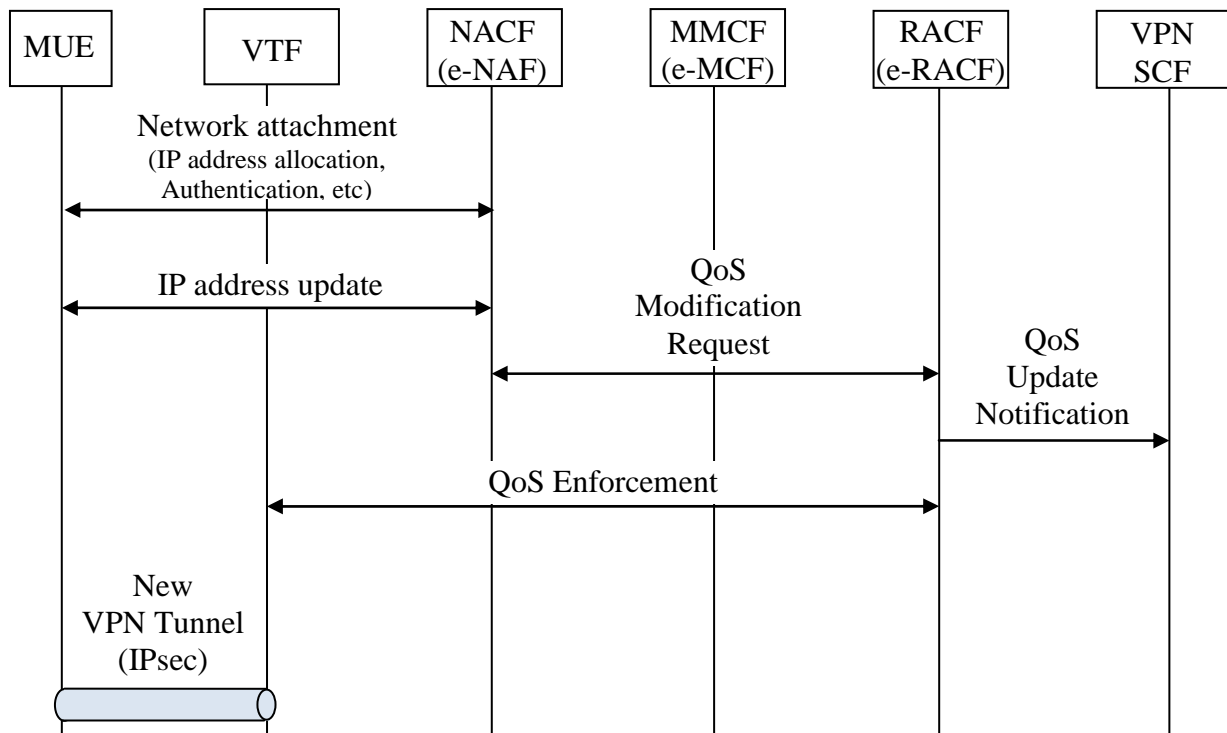 MUE
VTF
NACF
(e-NAF)
MMCF
(e-MCF)
RACF
(e-RACF)
VPN
SCF
Network attachment
(IP address allocation,
Authentication, etc)
IP address update
QoS
Modification
Request
QoS
Update
Notification
QoS Enforcement
New
VPN Tunnel
(IPsec)